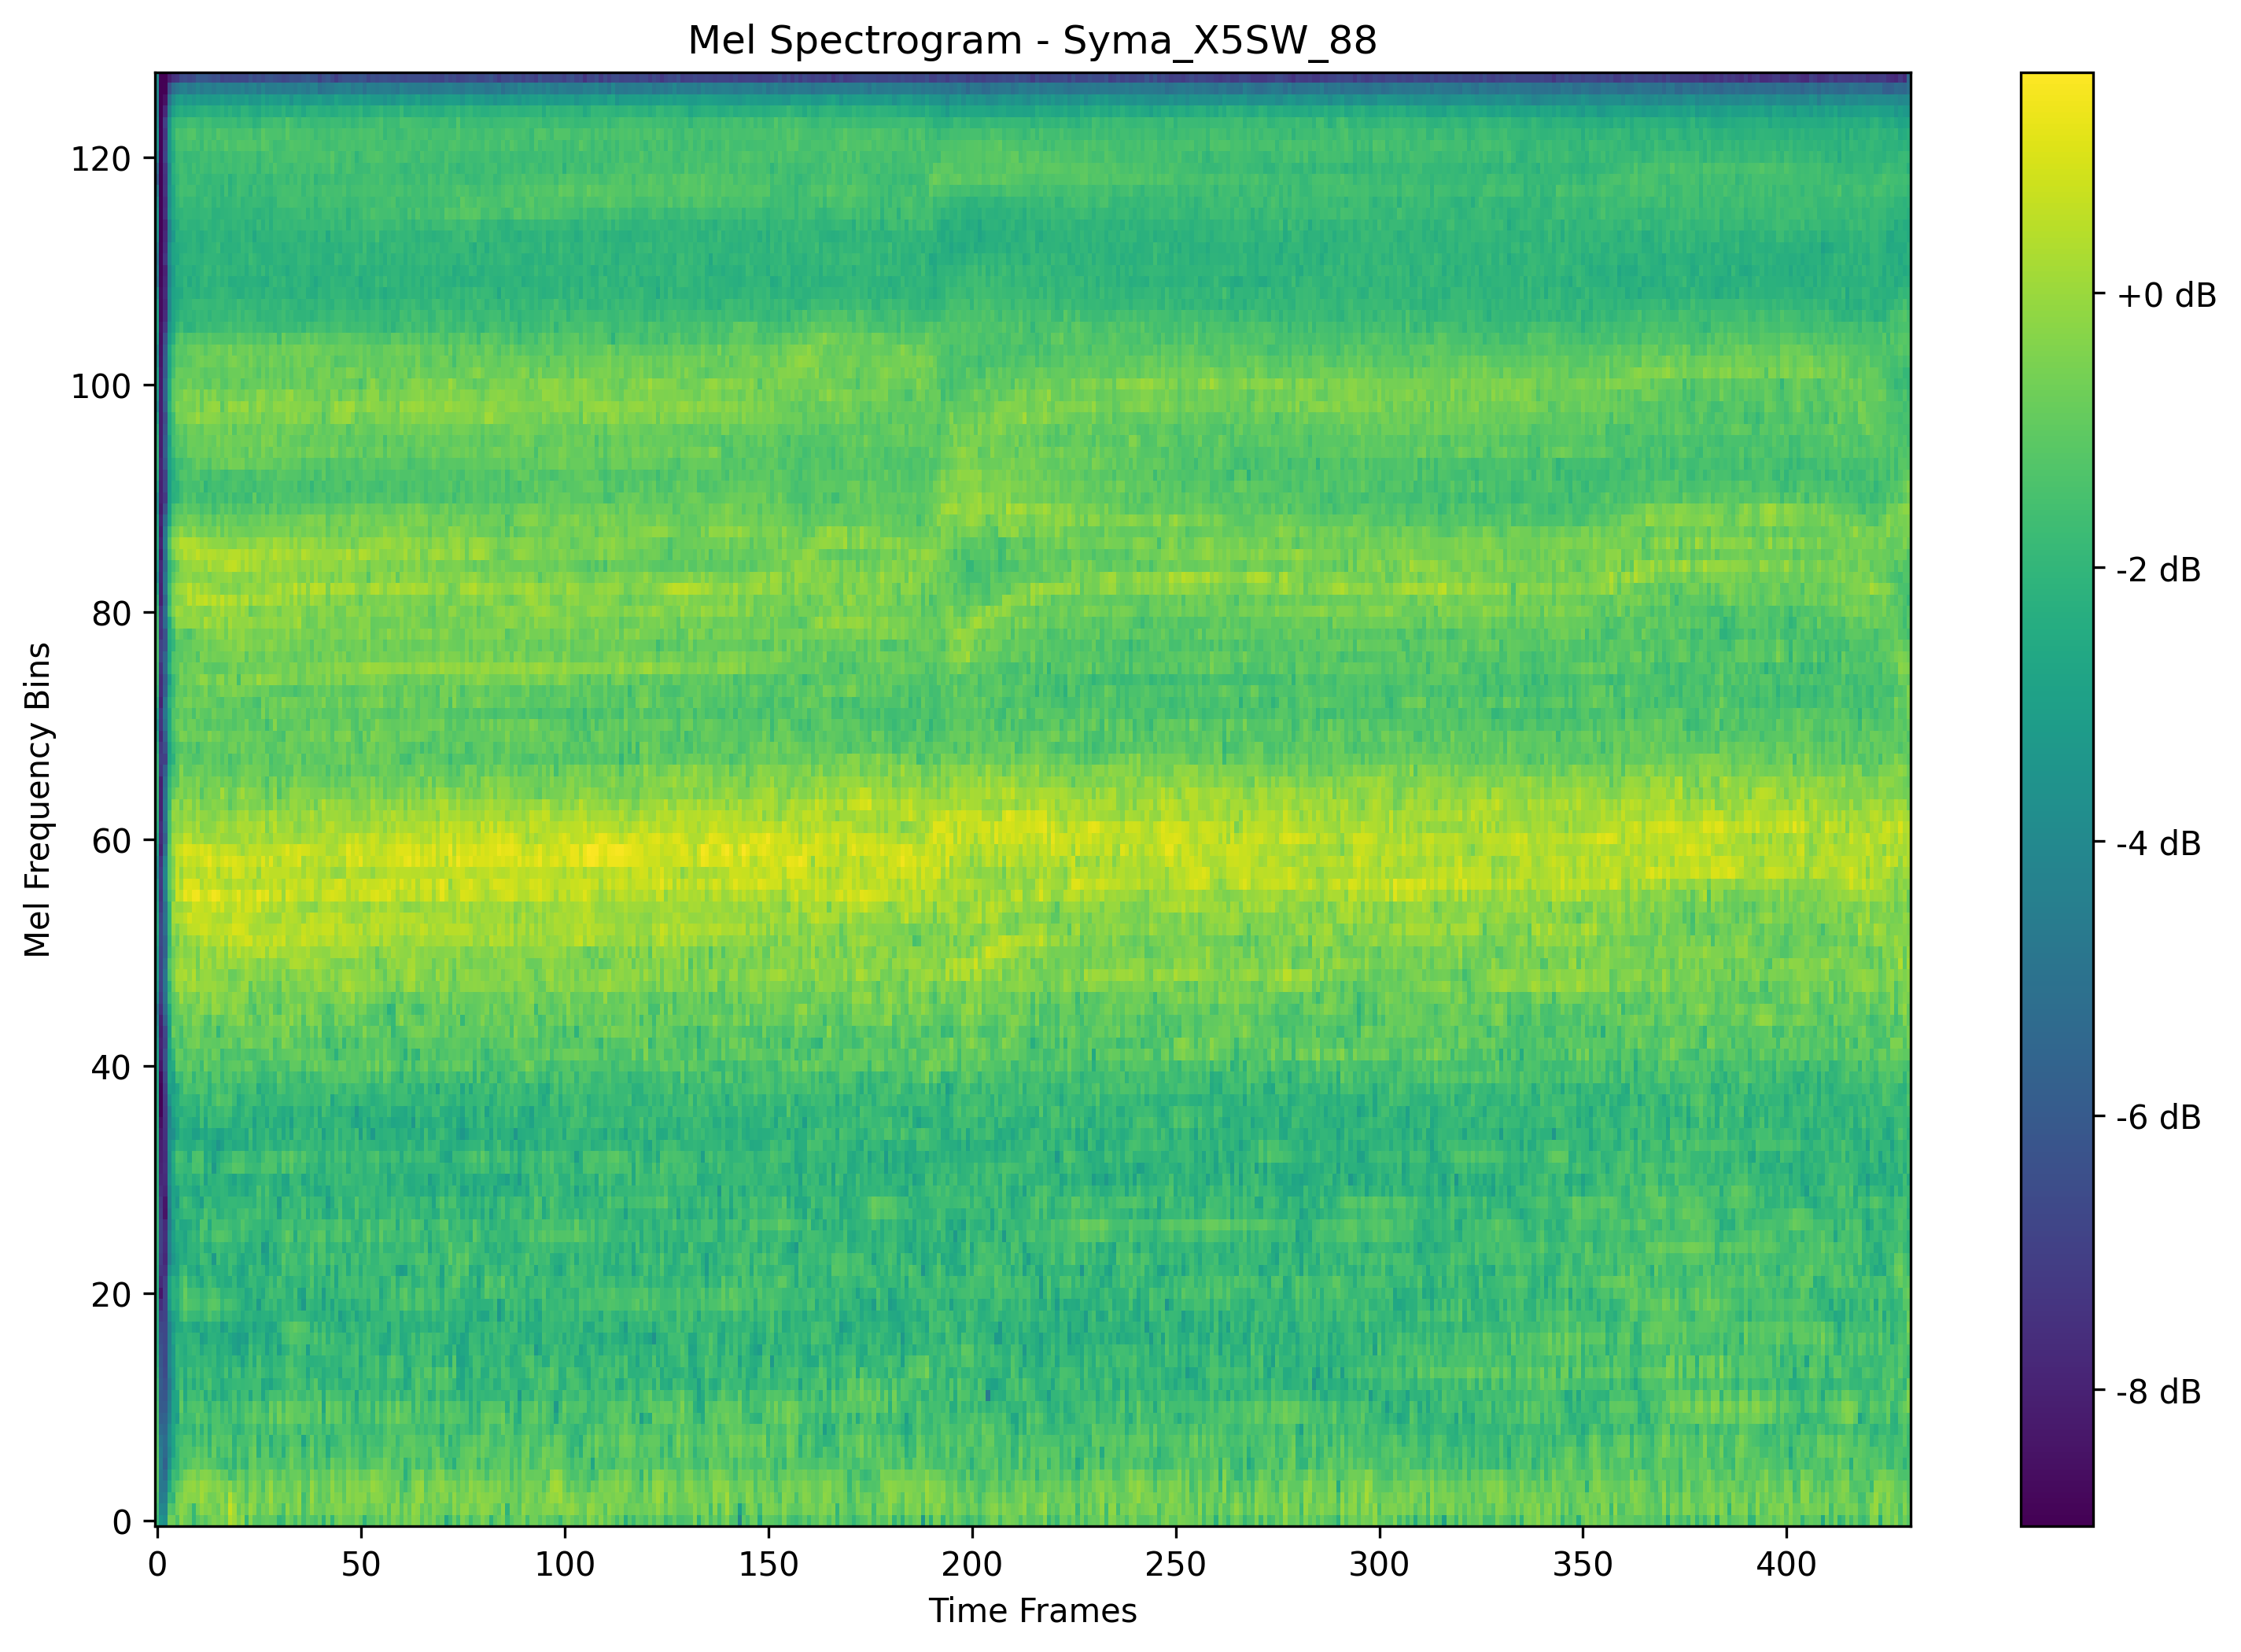 Mel Spectrogram - Syma_X5SW_88
Mel Frequency Bins
120
100
80
60
40
20
0
0 50 100 150 200 250 300 350 400
Time Frames
+0 dB
-2 dB
-4 dB
-6 dB
-8 dB